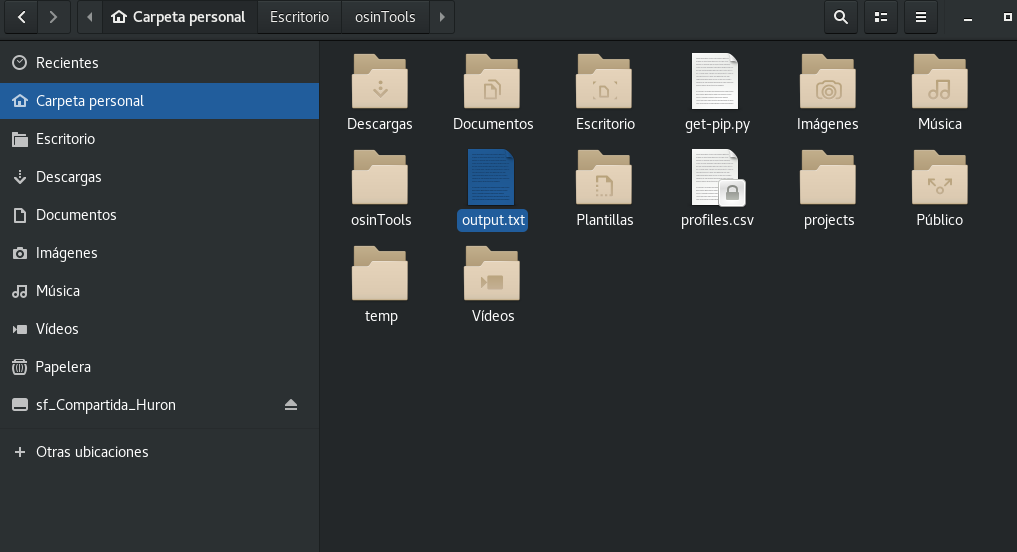 Carpeta personal Escritorio osinTools
Recientes
Carpeta personal
Escritorio
Descargas
Documentos
Imágenes
Música
Vídeos
Papelera
sf_Compartida_Huron
Otras ubicaciones
Descargas Documentos Escritorio get-pip.py Imágenes Música
osinTools output.txt Plantillas profiles.csv projects Público
temp Vídeos